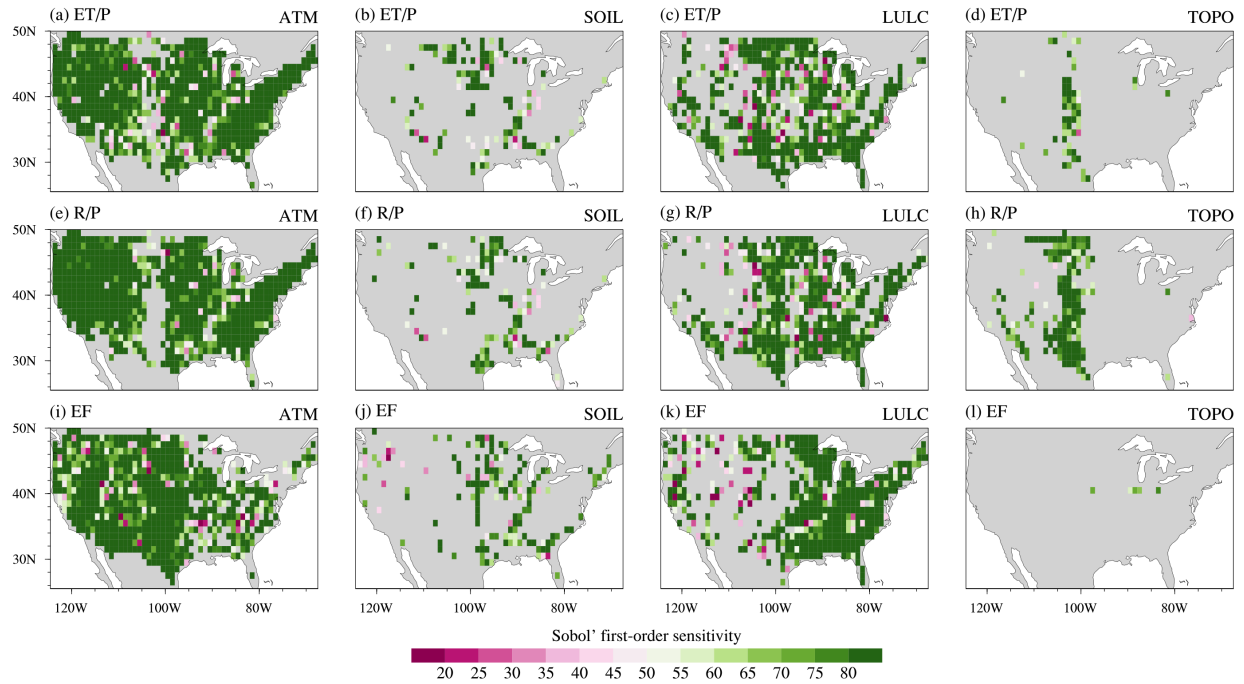 (a) ET/P ATM (b) ET/P SOIL (c) ET/P LULC (d) ET/P TOPO
50N
40N
30N
(e) R/P ATM (f) R/P SOIL (g) R/P LULC (h) R/P TOPO
50N
40N
30N
(i) EF ATM (j) EF SOIL (k) EF LULC (l) EF TOPO
50N
40N
30N
120W 100W 80W 120W 100W 80W 120W 100W 80W 120W 100W 80W
Sobol' first-order sensitivity
20 25 30 35 40 45 50 55 60 65 70 75 80